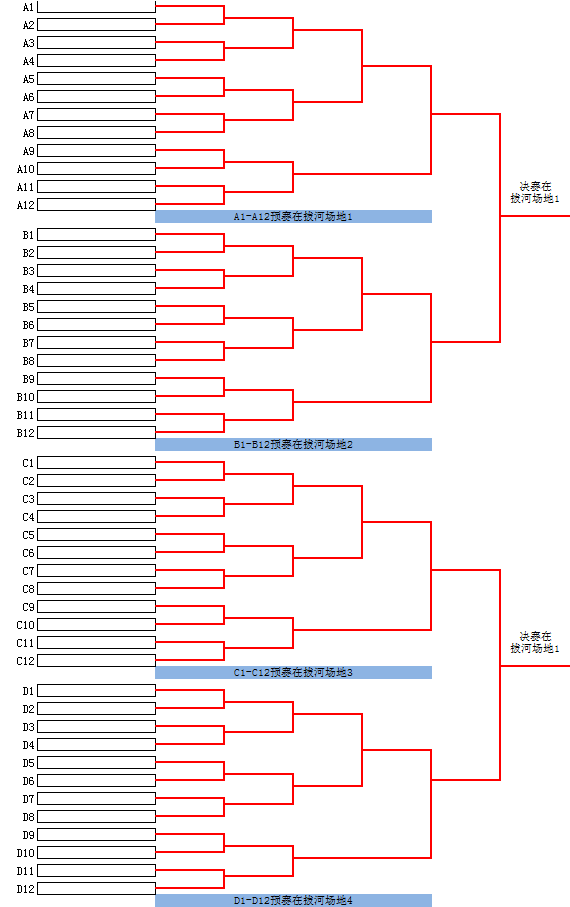 A1
A2
A3
A4
A5
A6
A7
A8
A9
A10
A11
A12
A1-A12预赛在拔河场地1
B1
B2
B3
B4
B5
B6
B7
B8
B9
B10
B11
B12
B1-B12预赛在拔河场地2
决赛在
拔河场地1
C1
C2
C3
C4
C5
C6
C7
C8
C9
C10
C11
C12
C1-C12预赛在拔河场地3
D1
D2
D3
D4
D5
D6
D7
D8
D9
D10
D11
D12
D1-D12预赛在拔河场地4
决赛在
拔河场地1